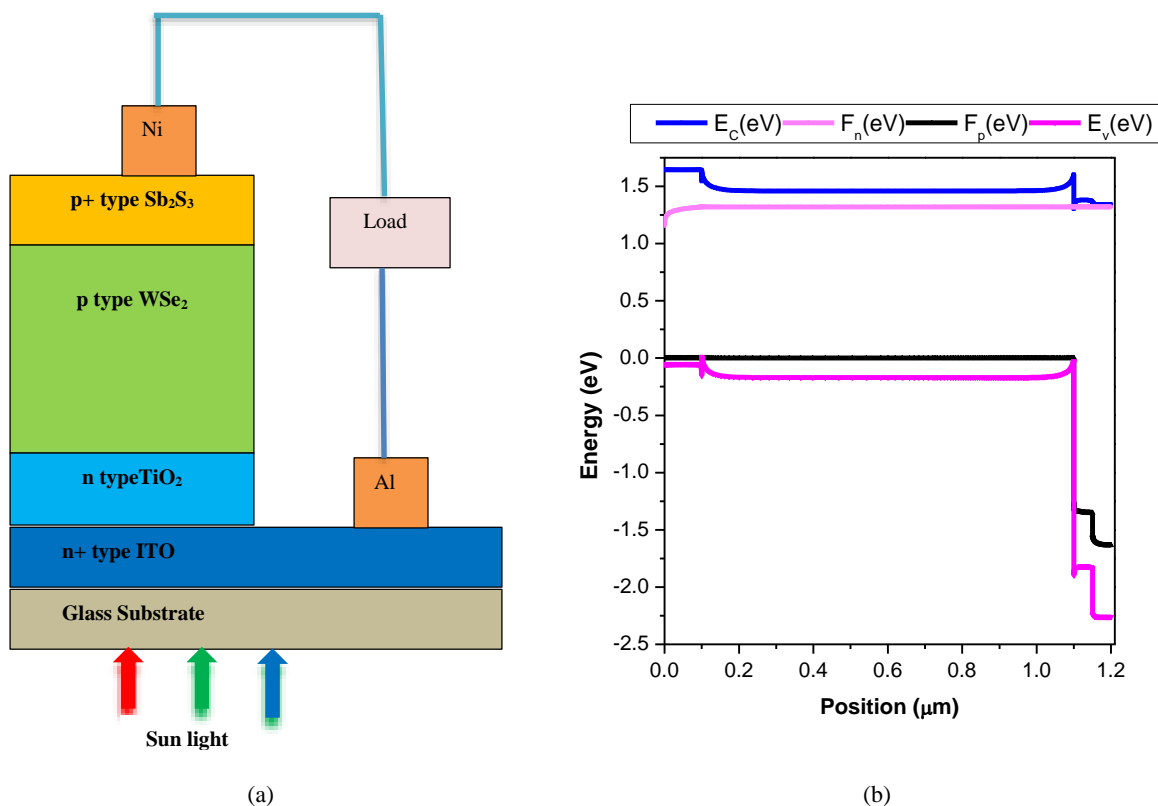 Ni
p+ type Sb₂S₃
Load
p type WSe₂
n typeTiO₂
Al
n+ type ITO
Glass Substrate
Sun light
(a)
E_C(eV) F_n(eV) F_p(eV) E_v(eV)
1.5
1.0
0.5
0.0
-0.5
-1.0
-1.5
-2.0
-2.5
Energy (eV)
0.0 0.2 0.4 0.6 0.8 1.0 1.2
Position (μm)
(b)